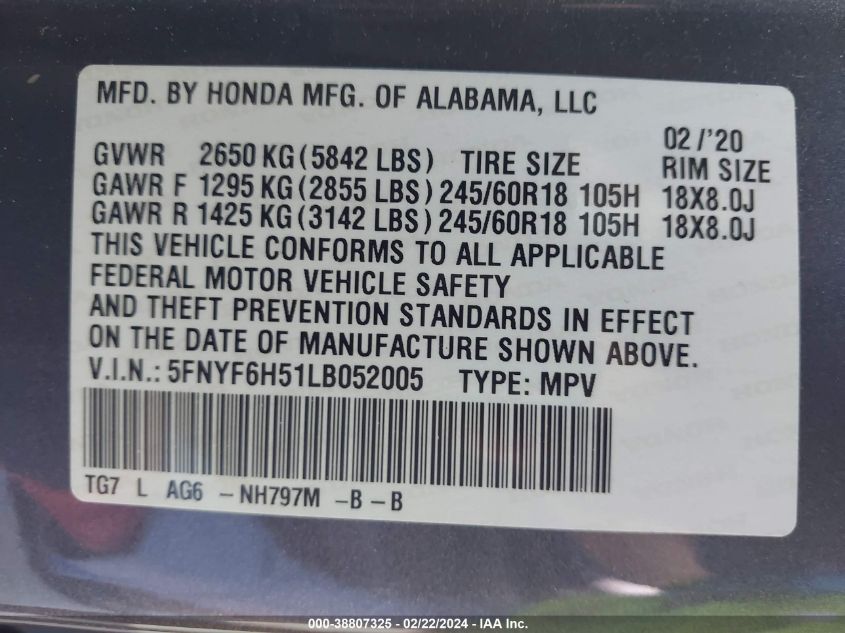 MFD. BY HONDA MFG. OF ALABAMA, LLC
02 /'20
GVWR 2650 KG (5842 LBS) TIRE SIZE RIM SIZE
GAWR F 1295 KG (2855 LBS) 245/60R18 105H 18X8.0J
GAWR R 1425 KG (3142 LBS) 245/60R18 105H 18X8.0J
THIS VEHICLE CONFORMS TO ALL APPLICABLE
FEDERAL MOTOR VEHICLE SAFETY
AND THEFT PREVENTION STANDARDS IN EFFECT
ON THE DATE OF MANUFACTURE SHOWN ABOVE.
V.I.N.: 5FNYF6H51LB052005 TYPE: MPV
TG7 L AG6 -NH797M -B -B
000-38807325 - 02/22/2024 - IAA Inc.